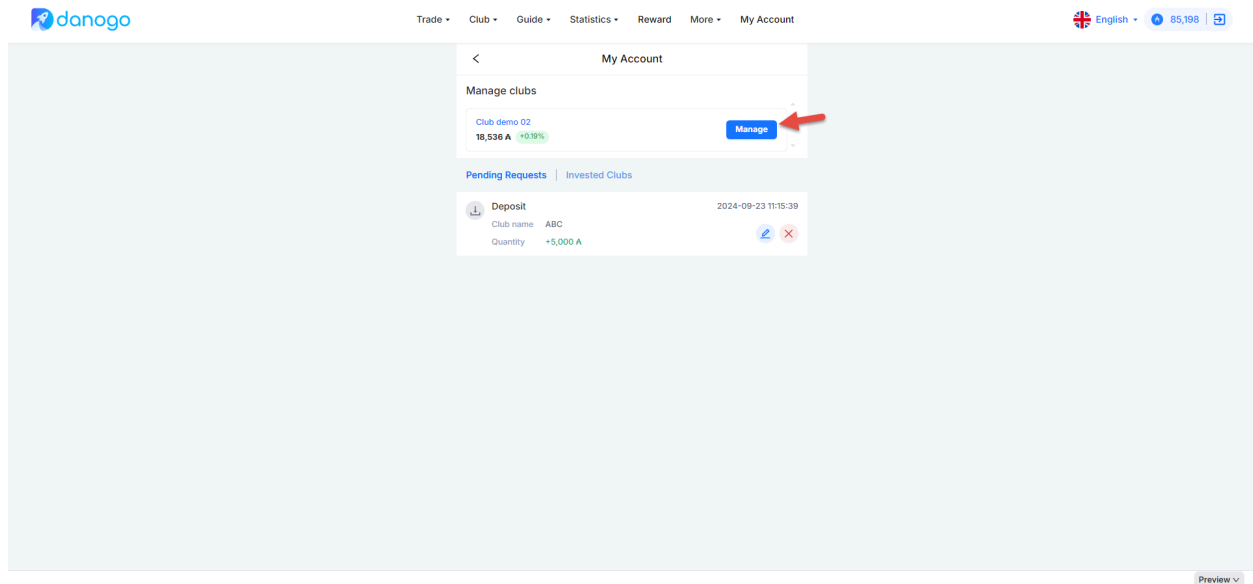 danogo
Trade Club Guide Statistics Reward More My Account
English 85,198
My Account
Manage clubs
Club demo 02
18,536 ₳ +0.19%
Manage
Pending Requests | Invested Clubs
Deposit 2024-09-23 11:15:39
Club name ABC
Quantity +5,000 ₳
Preview